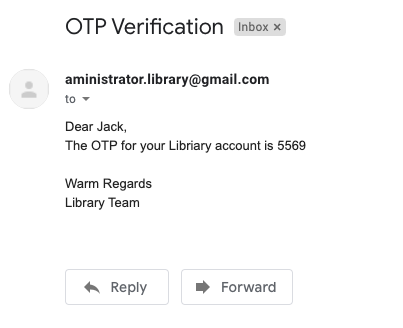 OTP Verification Inbox ×
aministrator.library@gmail.com
to
Dear Jack,
The OTP for your Libriary account is 5569
Warm Regards
Library Team
Reply Forward